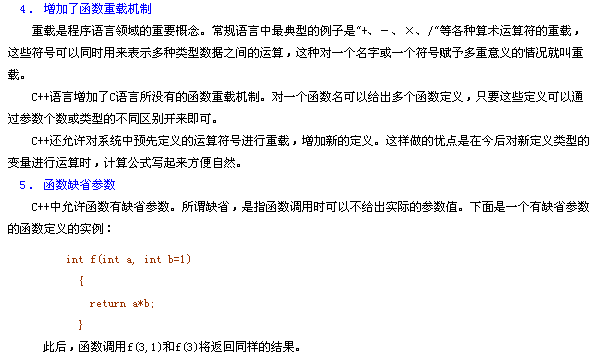 4. 增加了函数重载机制
重载是程序语言领域的重要概念。常规语言中最典型的例子是"+、－、×、/"等各种算术运算符的重载，
这些符号可以同时用来表示多种类型数据之间的运算，这种对一个名字或一个符号赋予多重意义的情况就叫重
载。
C++语言增加了C语言所没有的函数重载机制。对一个函数名可以给出多个函数定义，只要这些定义可以通
过参数个数或类型的不同区别开来即可。
C++还允许对系统中预先定义的运算符号进行重载，增加新的定义。这样做的优点是在今后对新定义类型的
变量进行运算时，计算公式写起来方便自然。
5. 函数缺省参数
C++中允许函数有缺省参数。所谓缺省，是指函数调用时可以不给出实际的参数值。下面是一个有缺省参数
的函数定义的实例：
int f(int a, int b=1)
{
return a*b;
}
此后，函数调用f(3,1)和f(3)将返回同样的结果。